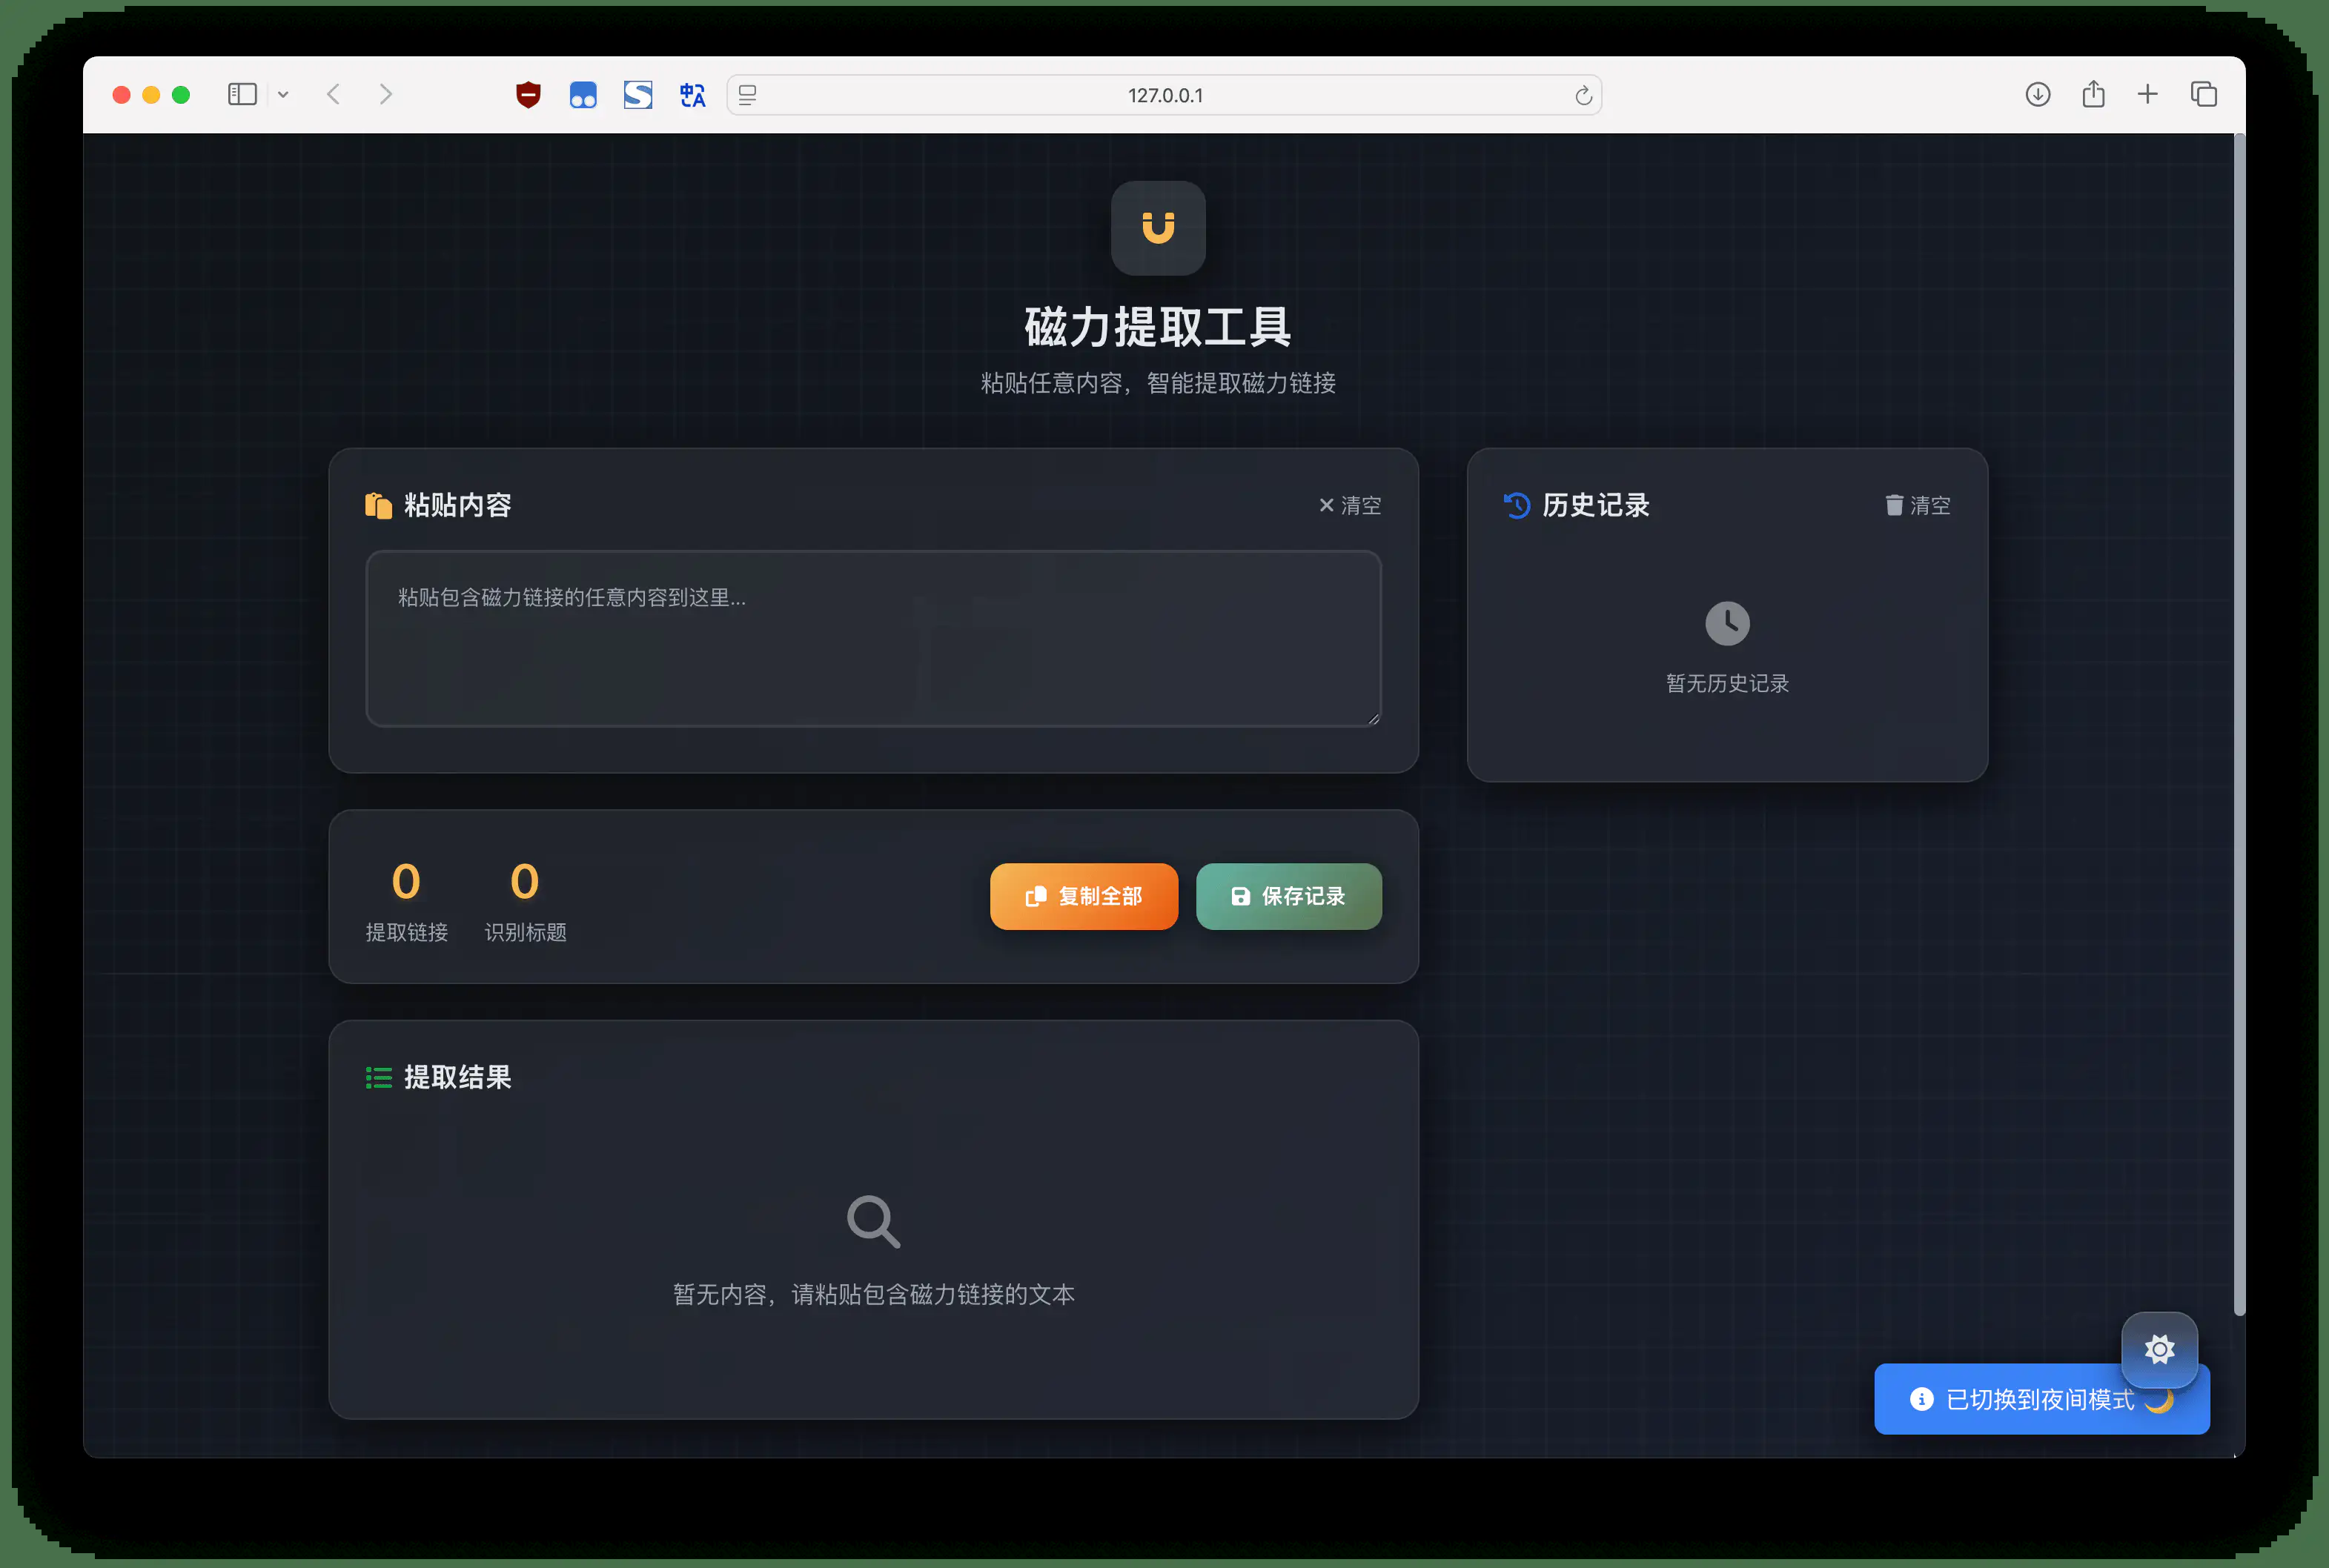 127.0.0.1
磁力提取工具
粘贴任意内容，智能提取磁力链接
粘贴内容
清空
粘贴包含磁力链接的任意内容到这里...
历史记录
清空
暂无历史记录
0
提取链接
0
识别标题
复制全部
保存记录
提取结果
暂无内容，请粘贴包含磁力链接的文本
已切换到夜间模式 🌙